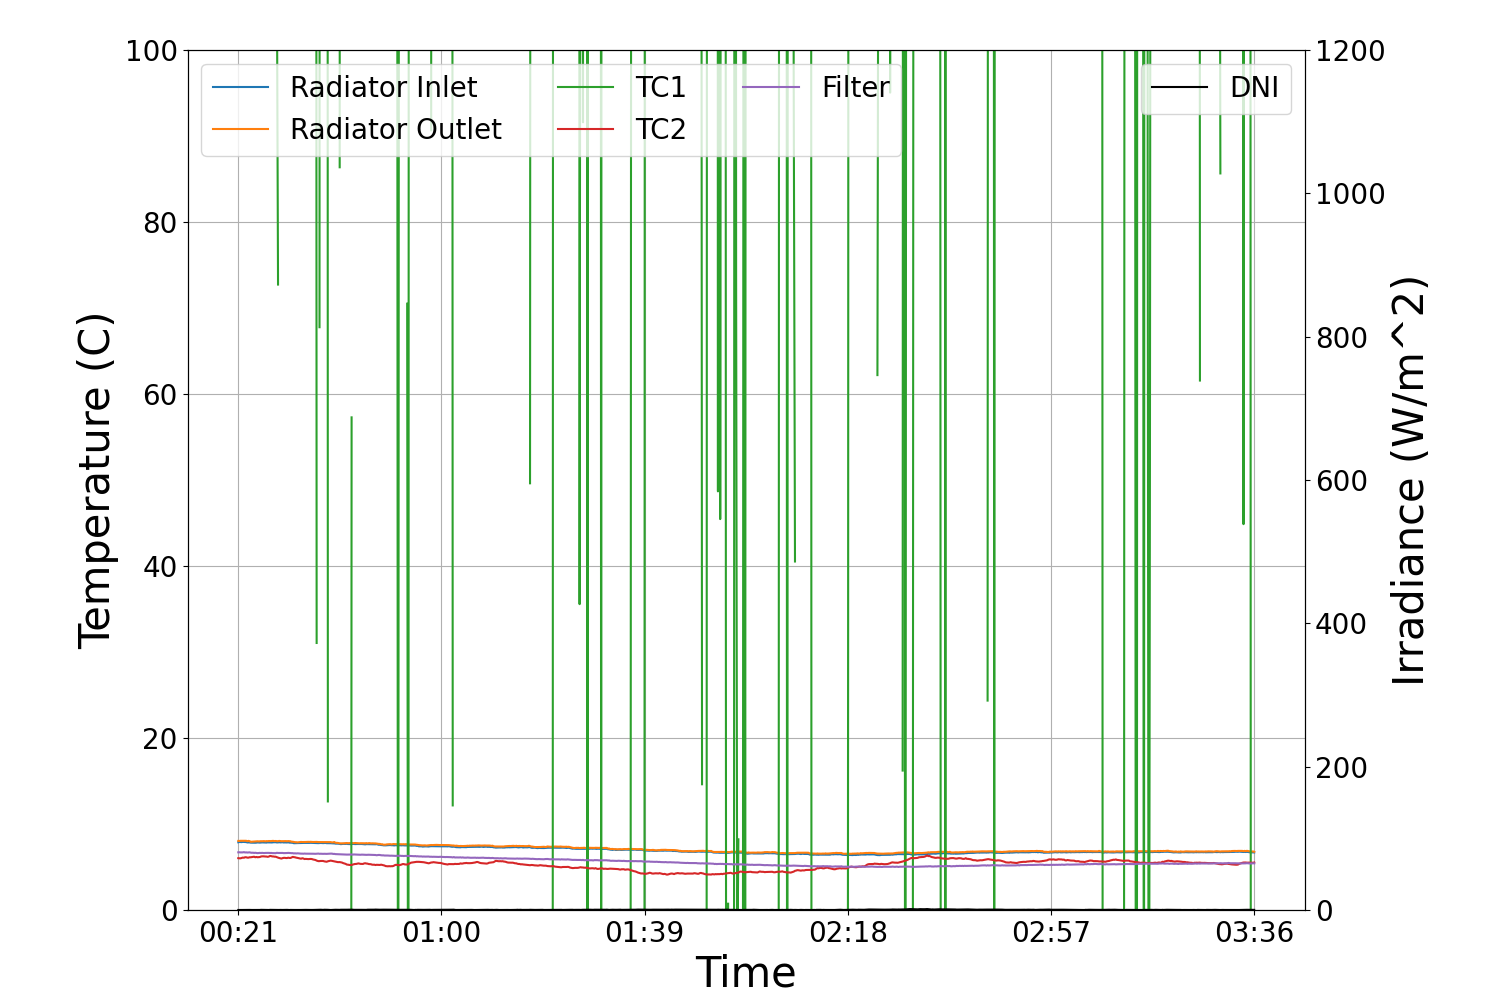 Radiator Inlet
Radiator Outlet
TC1
TC2
Filter
DNI
100
80
60
40
20
0
Temperature (C)
1200
1000
800
600
400
200
0
Irradiance (W/m^2)
00:21 01:00 01:39 02:18 02:57 03:36
Time